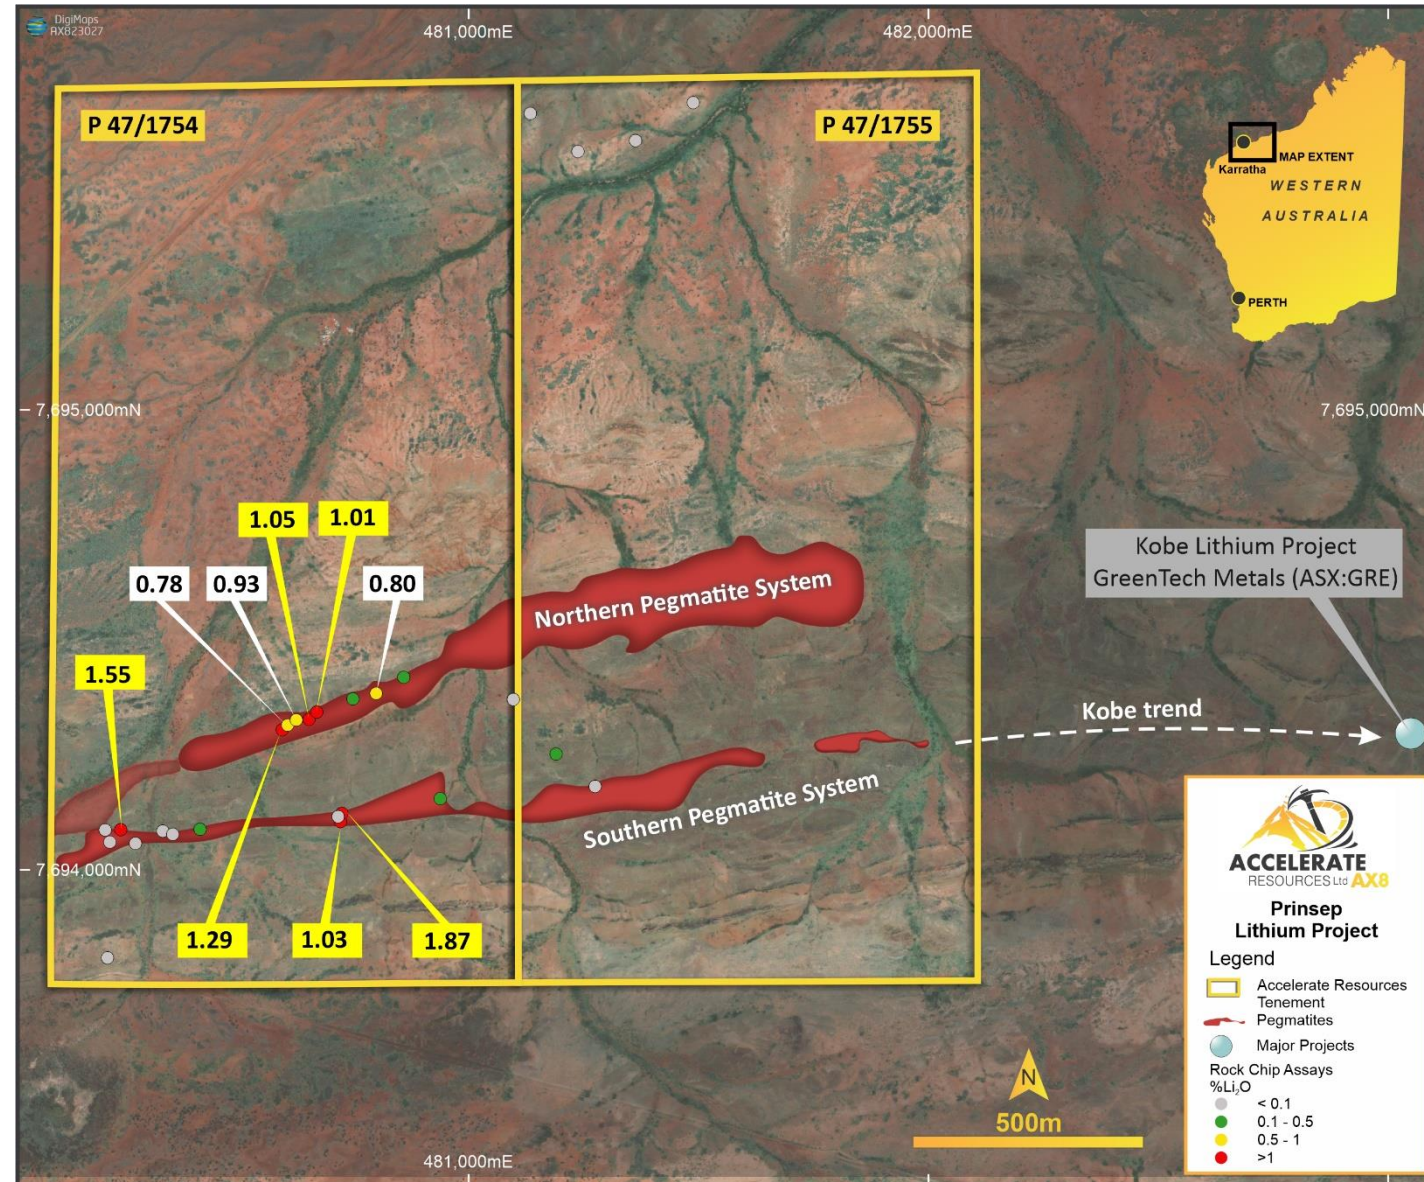 DigiMaps
AX823027
481,000mE
482,000mE
P 47/1754
P 47/1755
Karratha
MAP EXTENT
WESTERN
AUSTRALIA
PERTH
7,695,000mN
7,695,000mN
1.05
1.01
0.78
0.93
0.80
1.55
Northern Pegmatite System
Kobe Lithium Project
GreenTech Metals (ASX:GRE)
Kobe trend
Southern Pegmatite System
7,694,000mN
1.29
1.03
1.87
ACCELERATE
RESOURCES Ltd AX8
Prinsep
Lithium Project
Legend
Accelerate Resources
Tenement
Pegmatites
Major Projects
Rock Chip Assays
%Li₂O
< 0.1
0.1 - 0.5
0.5 - 1
>1
N
500m
481,000mE